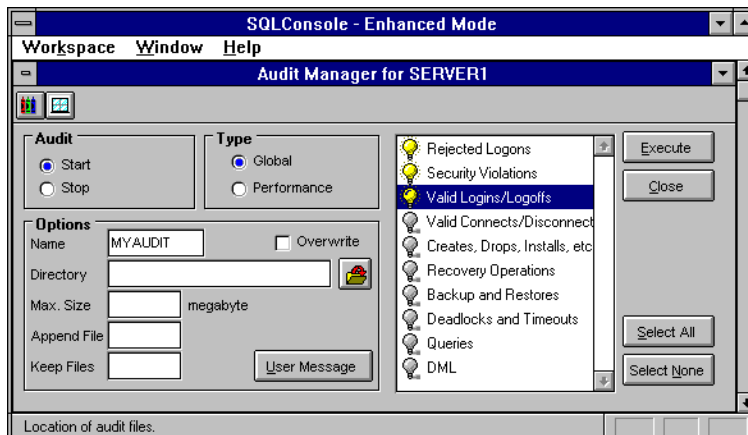 SQLConsole - Enhanced Mode
Workspace Window Help
Audit Manager for SERVER1
Audit
Start
Stop
Type
Global
Performance
Options
Name MYAUDIT Overwrite
Directory
Max. Size megabyte
Append File
Keep Files User Message
Rejected Logons
Security Violations
Valid Logins/Logoffs
Valid Connects/Disconnect
Creates, Drops, Installs, etc
Recovery Operations
Backup and Restores
Deadlocks and Timeouts
Queries
DML
Execute
Close
Select All
Select None
Location of audit files.